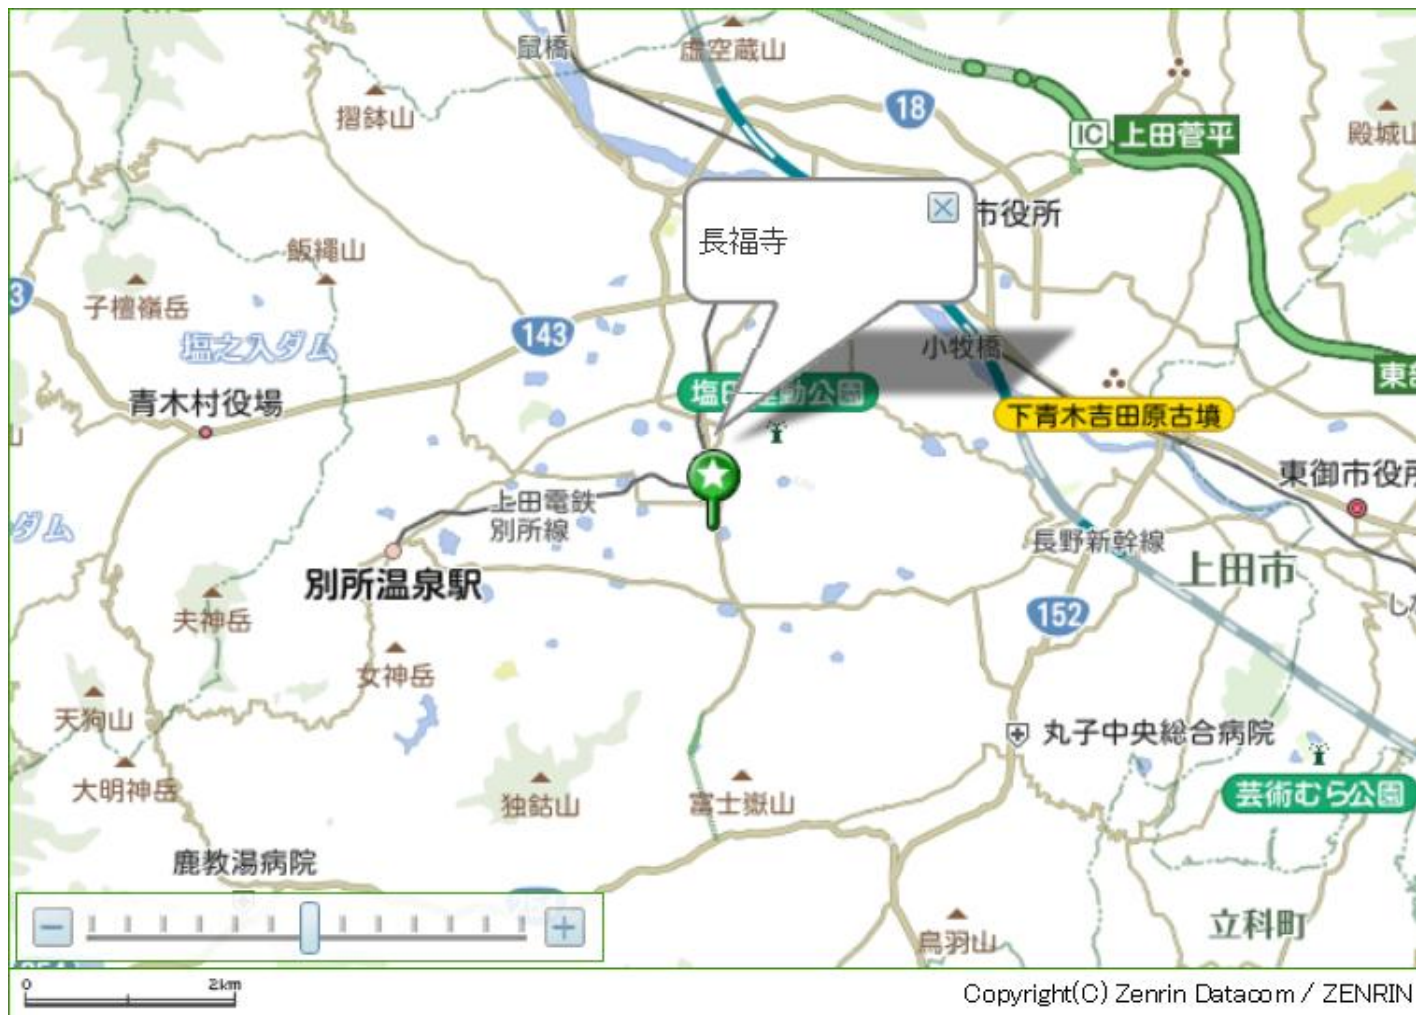 鼠橋
虚空蔵山
18
摺鉢山
IC
上田菅平
殿城山
市役所
長福寺
飯縄山
子檀嶺岳
143
塩之入ダム
小牧橋
青木村役場
下青木吉田原古墳
東御市役所
上田電鉄
別所線
ダム
長野新幹線
別所温泉駅
上田市
152
夫神岳
女神岳
天狗山
丸子中央総合病院
大明神岳
独鈷山
富士嶽山
芸術むら公園
鹿教湯病院
立科町
鳥羽山
0 2km
Copyright(C) Zenrin Datacom / ZENRIN